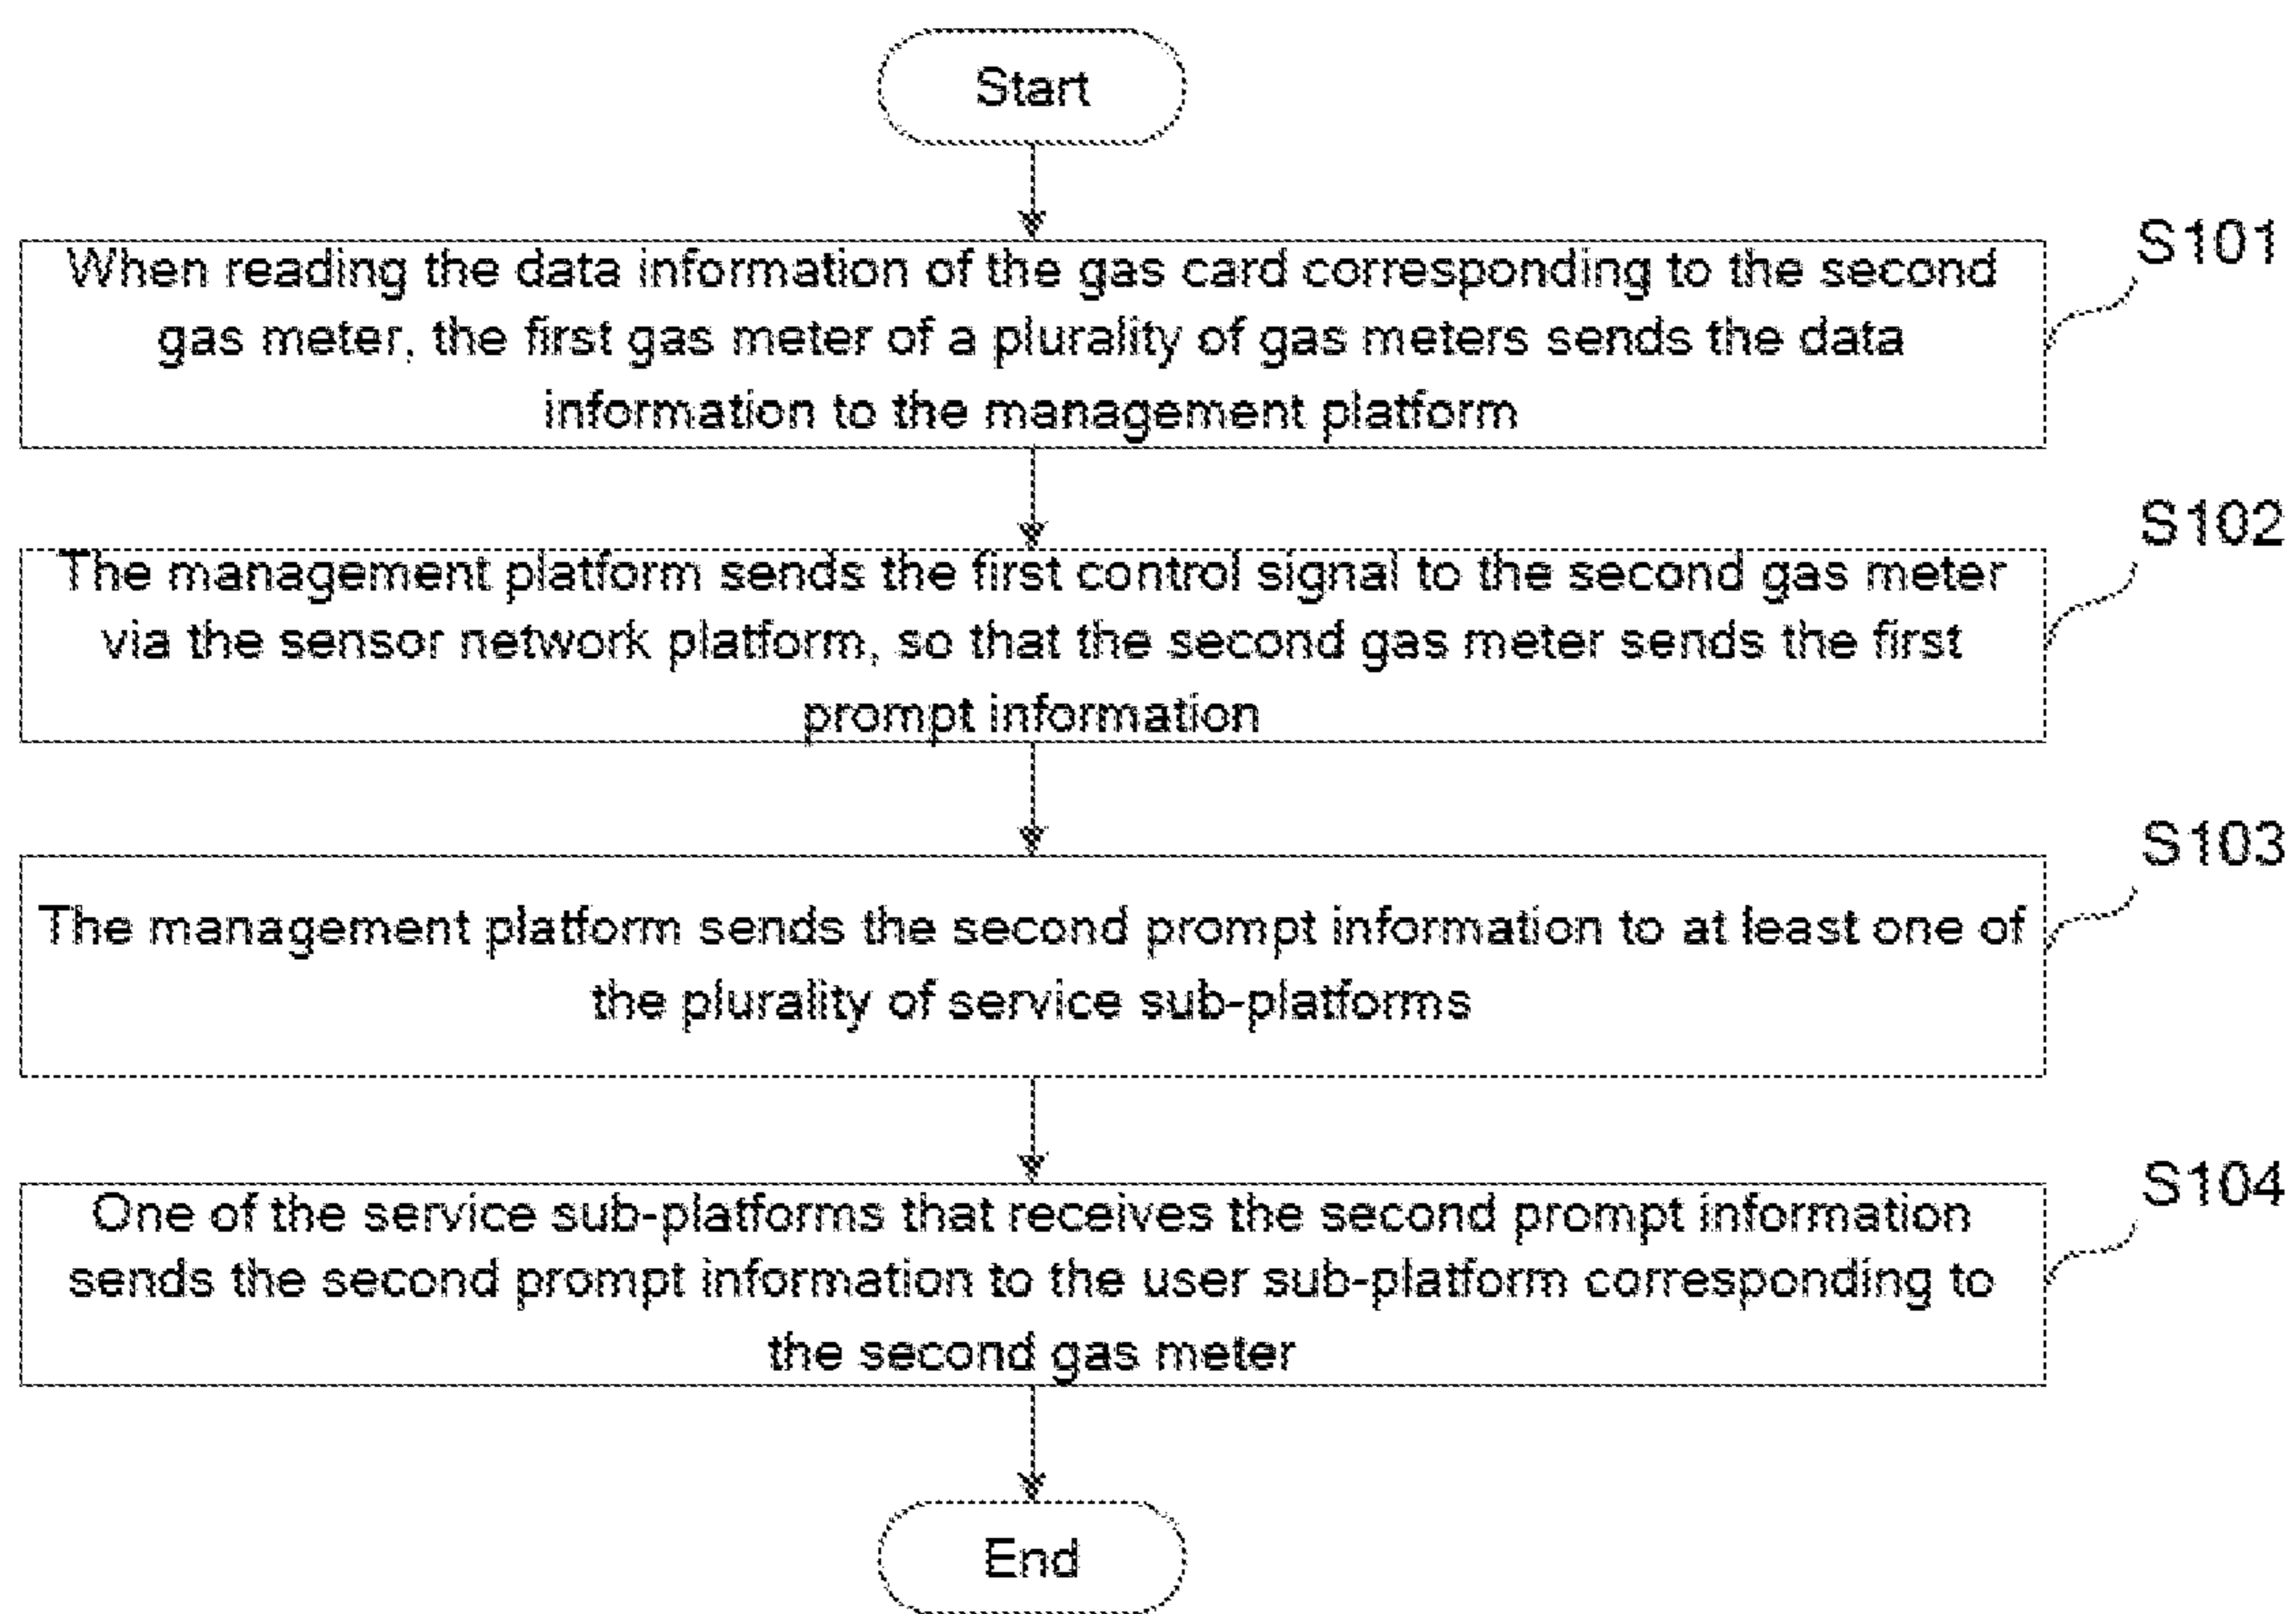 Start
S101
When reading the data information of the gas card corresponding to the second
gas meter, the first gas meter of a plurality of gas meters sends the data
information to the management platform
S102
The management platform sends the first control signal to the second gas meter
via the sensor network platform, so that the second gas meter sends the first
prompt information
S103
The management platform sends the second prompt information to at least one of
the plurality of service sub-platforms
S104
One of the service sub-platforms that receives the second prompt information
sends the second prompt information to the user sub-platform corresponding to
the second gas meter
End